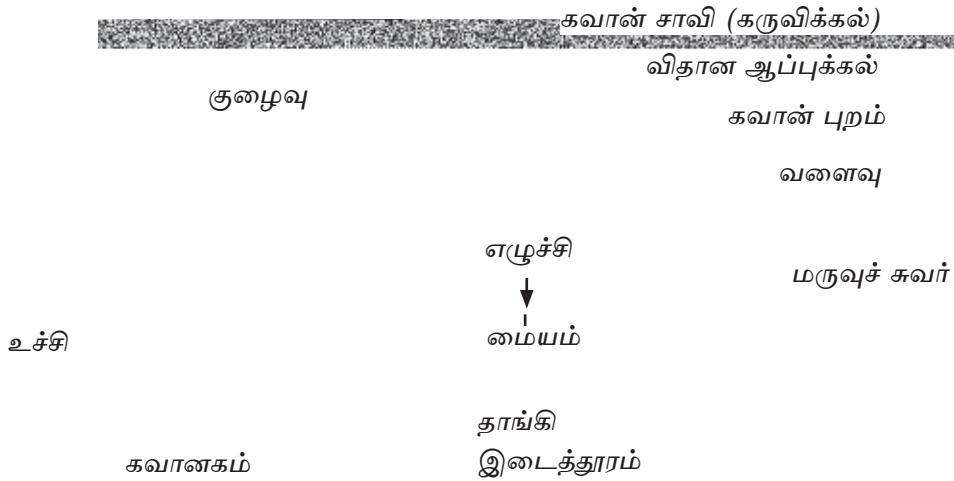 கவான் சாவி (கருவிக்கல்)
விதான ஆப்புக்கல்
குழைவு
கவான் புறம்
வளைவு
எழுச்சி
மருவுச் சுவர்
உச்சி
மையம்
தாங்கி
கவானகம்
இடைத்தூரம்